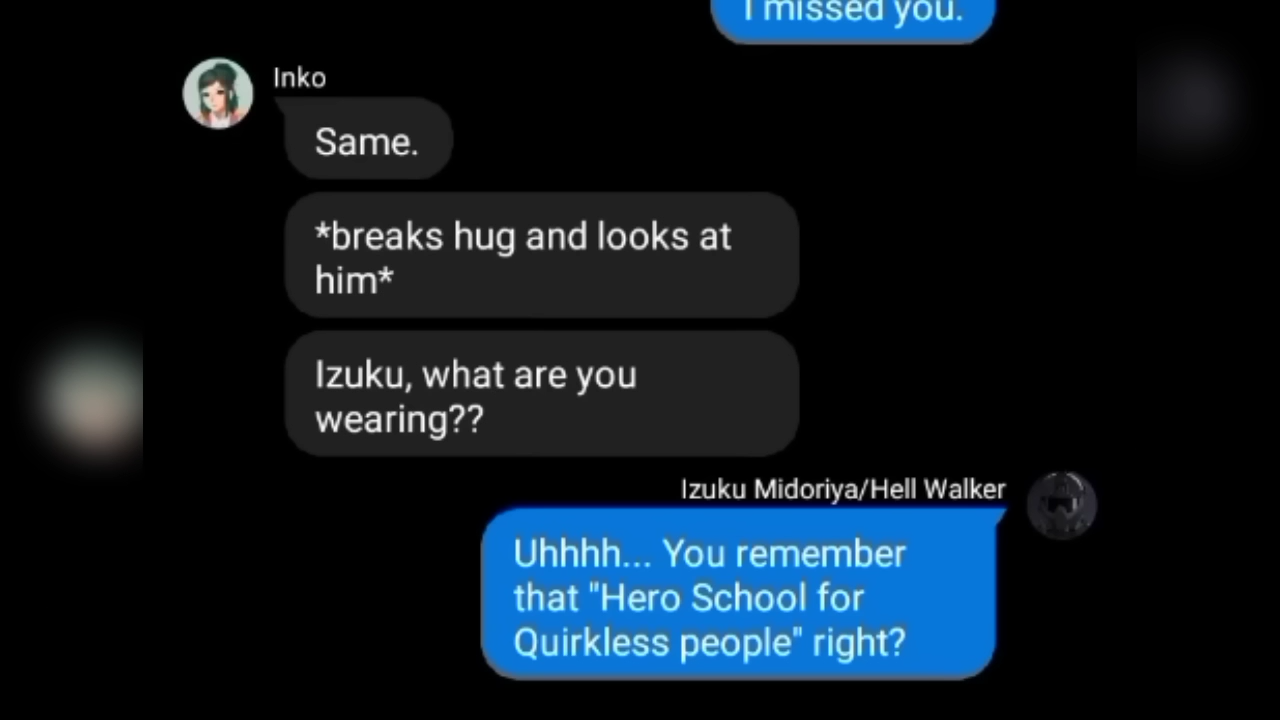 I missed you.
Inko
Same.
*breaks hug and looks at
him*
Izuku, what are you
wearing??
Izuku Midoriya/Hell Walker
Uhhhh... You remember
that "Hero School for
Quirkless people" right?